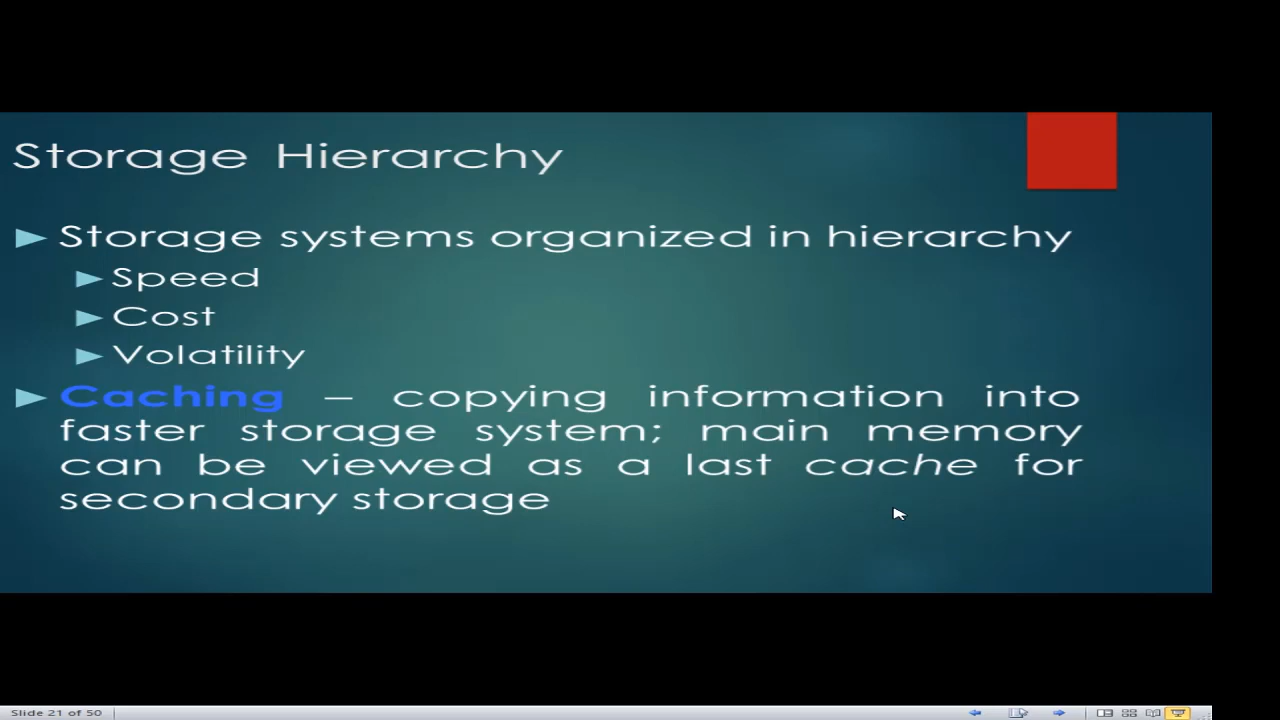 Storage Hierarchy
Storage systems organized in hierarchy
Speed
Cost
Volatility
Caching – copying information into
faster storage system; main memory
can be viewed as a last cache for
secondary storage
Slide 21 of 50